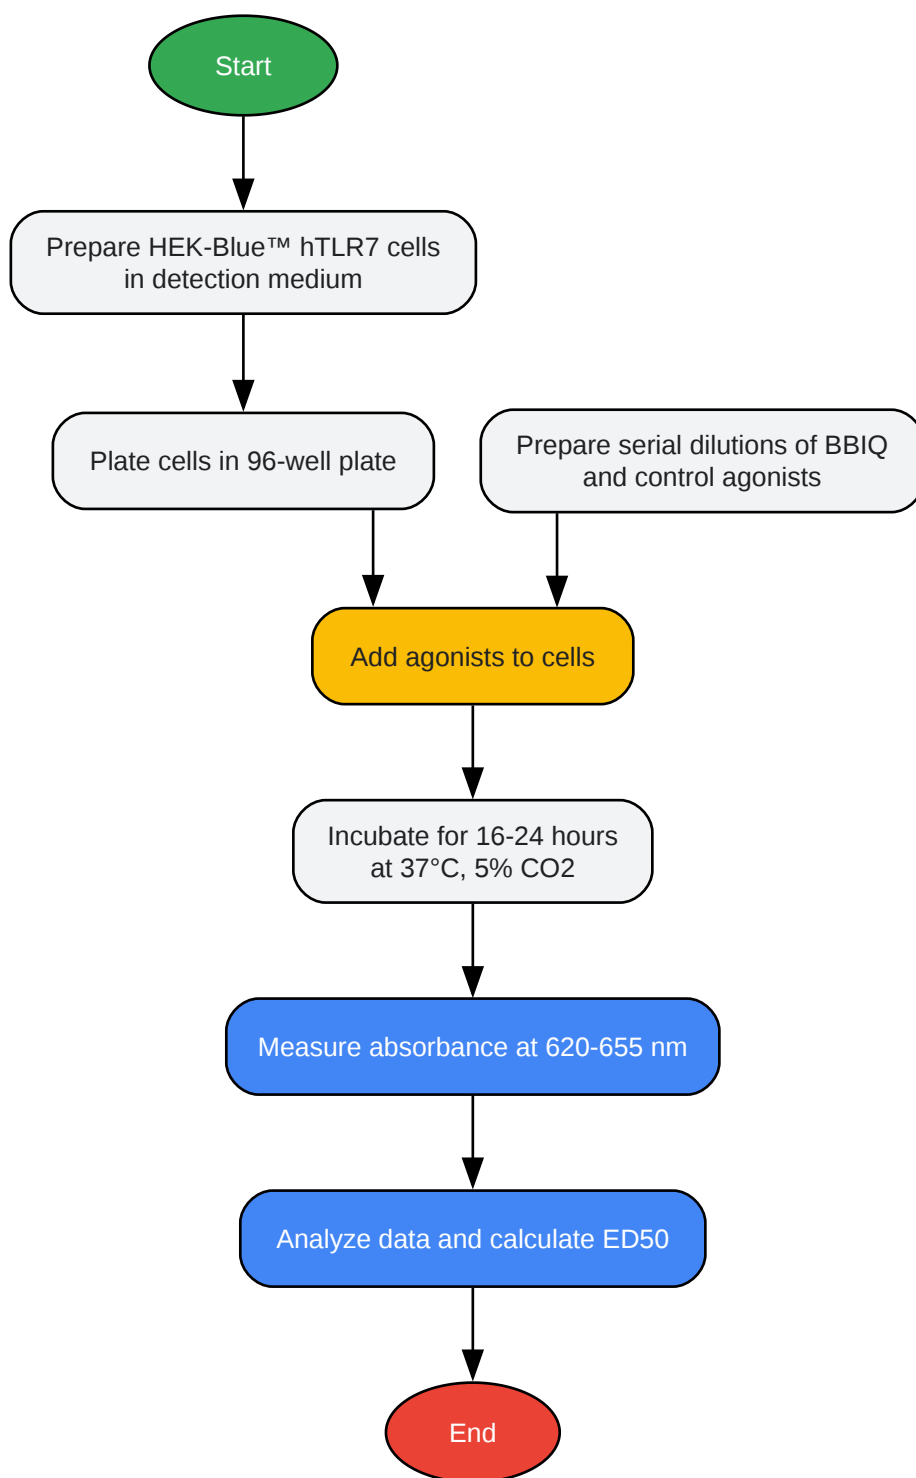 Start
Prepare HEK-Blue™ hTLR7 cells
in detection medium
Plate cells in 96-well plate
Prepare serial dilutions of BBIQ
and control agonists
Add agonists to cells
Incubate for 16-24 hours
at 37°C, 5% CO2
Measure absorbance at 620-655 nm
Analyze data and calculate ED50
End